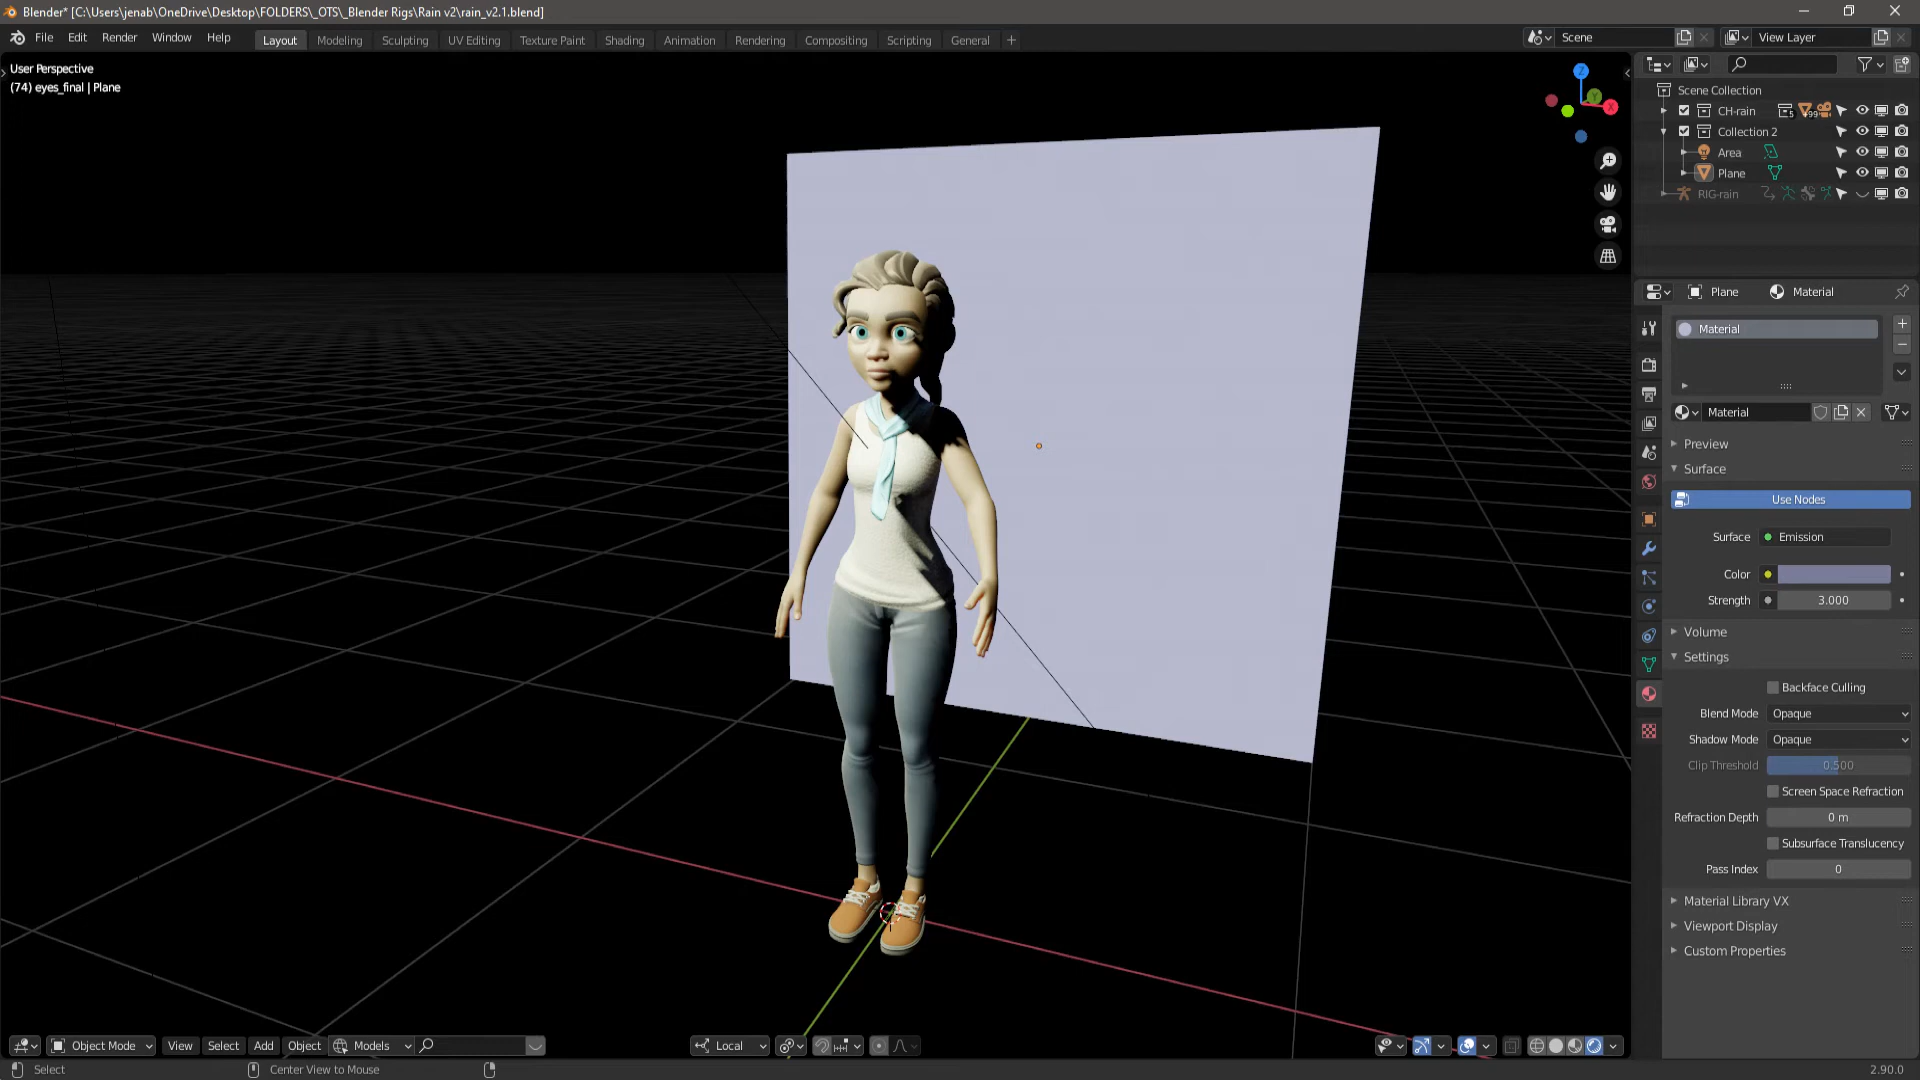 Blender* [C:\Users\jenab\OneDrive\Desktop\FOLDERS\_OTS\_Blender Rigs\Rain v2\rain_v2.1.blend]
File Edit Render Window Help Layout Modeling Sculpting UV Editing Texture Paint Shading Animation Rendering Compositing Scripting General + Scene View Layer
User Perspective
(74) eyes_final | Plane
Z
Y
X
Scene Collection
CH-rain 5 +99
Collection 2
Area
Plane
RIG-rain
Plane Material
Material
Material
Preview
Surface
Use Nodes
Surface Emission
Color
Strength 3.000
Volume
Settings
Backface Culling
Blend Mode Opaque
Shadow Mode Opaque
Clip Threshold 0.500
Screen Space Refraction
Refraction Depth 0 m
Subsurface Translucency
Pass Index 0
Material Library VX
Viewport Display
Custom Properties
Object Mode View Select Add Object Models Local
Select Center View to Mouse 2.90.0